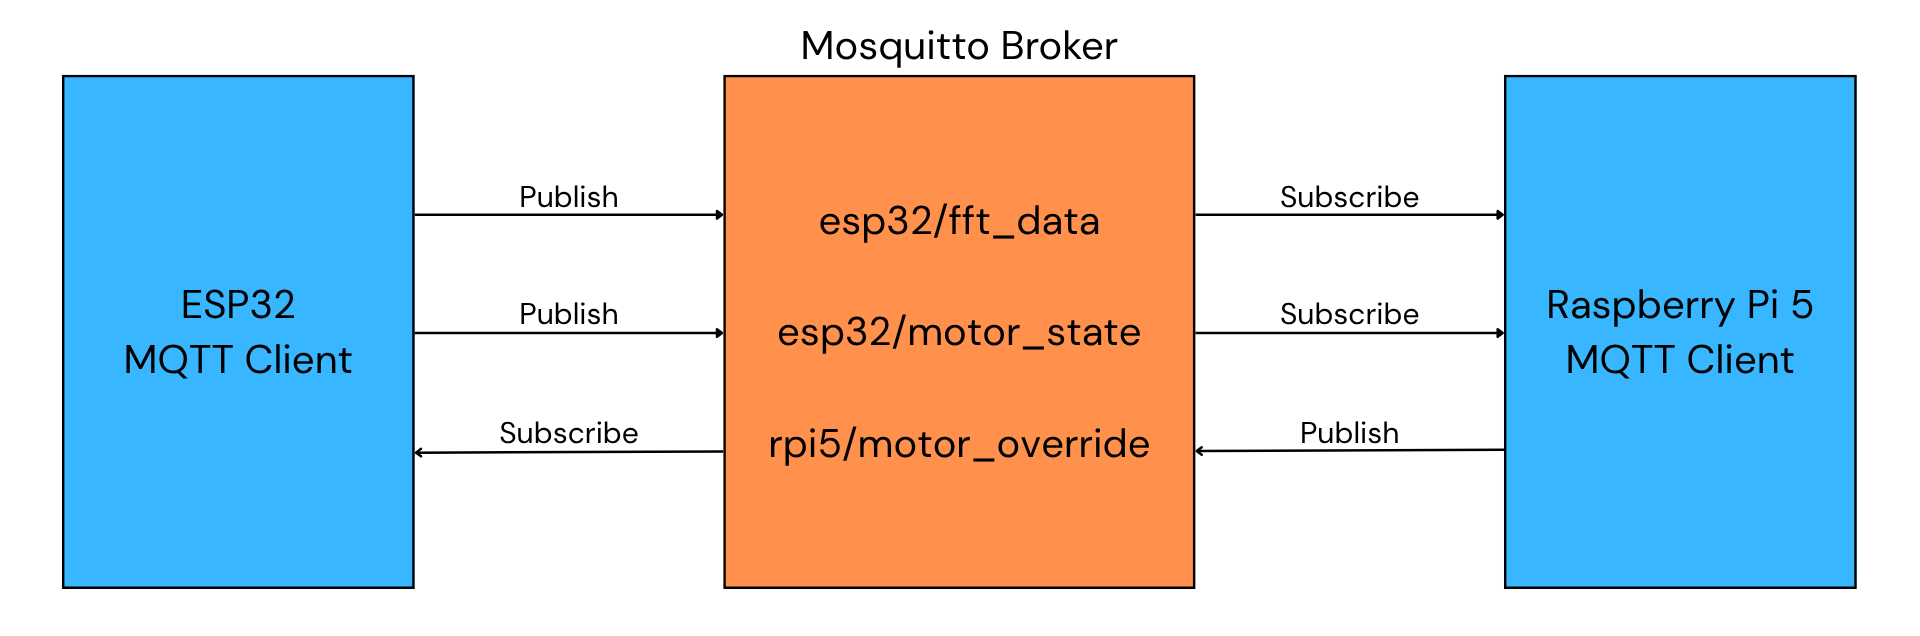 Mosquitto Broker
Publish
Subscribe
esp32/fft_data
ESP32
MQTT Client
Publish
Subscribe
esp32/motor_state
Raspberry Pi 5
MQTT Client
Subscribe
Publish
rpi5/motor_override